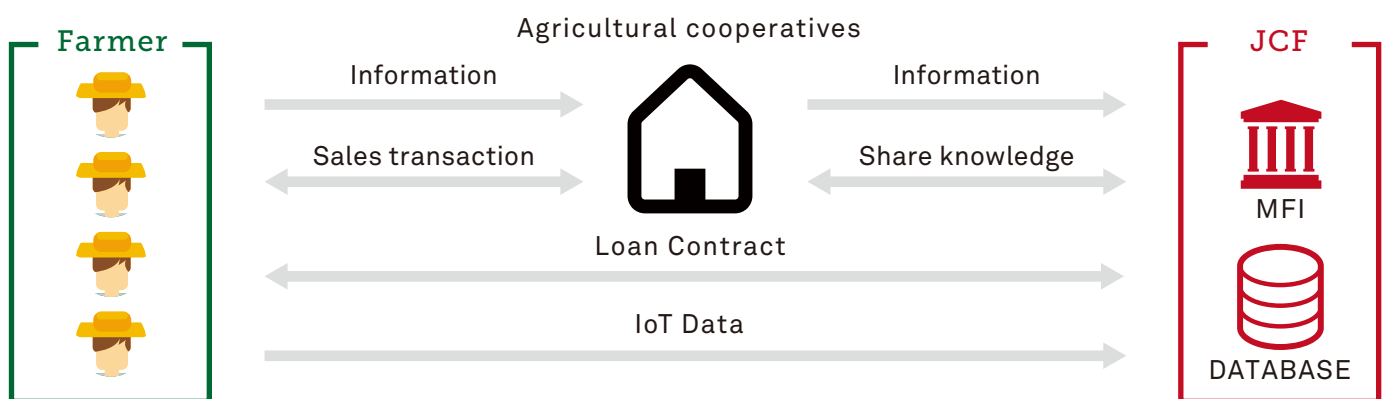 Agricultural cooperatives
Farmer
JCF
Information
Information
Sales transaction
Share knowledge
MFI
Loan Contract
IoT Data
DATABASE